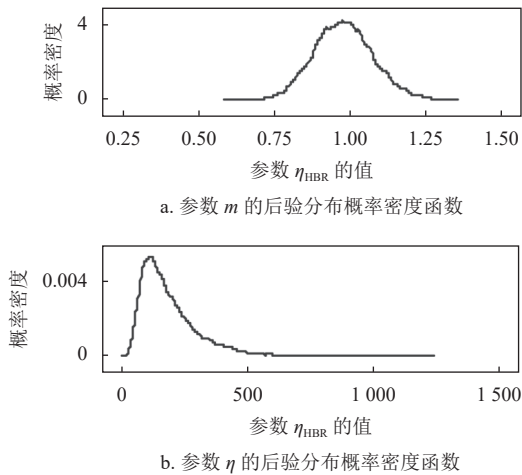 4
概率密度
0
0.25 0.50 0.75 1.00 1.25 1.50
参数 ηHBR 的值
a. 参数 m 的后验分布概率密度函数
0.004
概率密度
0
0 500 1 000 1 500
参数 ηHBR 的值
b. 参数 η 的后验分布概率密度函数